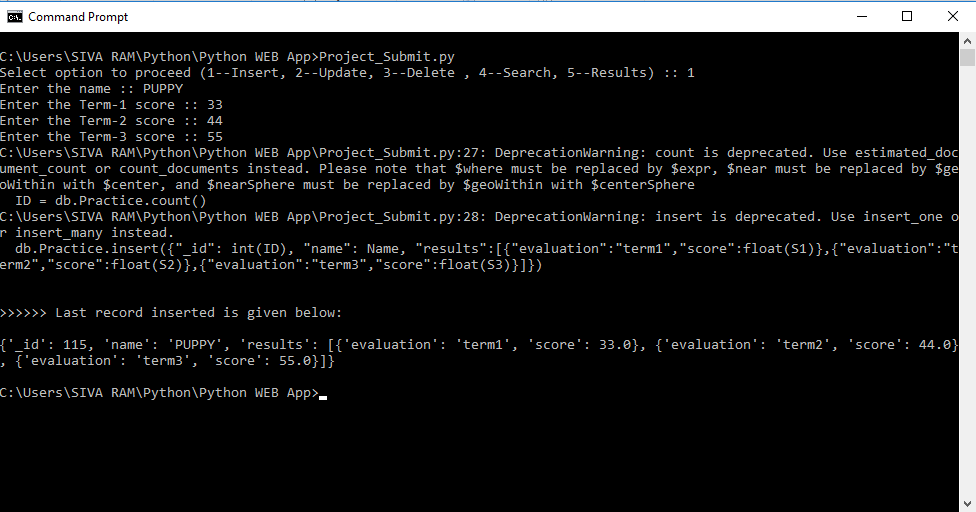 Command Prompt
C:\Users\SIVA RAM\Python\Python WEB App>Project_Submit.py
Select option to proceed (1--Insert, 2--Update, 3--Delete , 4--Search, 5--Results) :: 1
Enter the name :: PUPPY
Enter the Term-1 score :: 33
Enter the Term-2 score :: 44
Enter the Term-3 score :: 55
C:\Users\SIVA RAM\Python\Python WEB App\Project_Submit.py:27: DeprecationWarning: count is deprecated. Use estimated_doc
ument_count or count_documents instead. Please note that $where must be replaced by $expr, $near must be replaced by $ge
oWithin with $center, and $nearSphere must be replaced by $geoWithin with $centerSphere
  ID = db.Practice.count()
C:\Users\SIVA RAM\Python\Python WEB App\Project_Submit.py:28: DeprecationWarning: insert is deprecated. Use insert_one o
r insert_many instead.
  db.Practice.insert({"_id": int(ID), "name": Name, "results":[{"evaluation":"term1","score":float(S1)},{"evaluation":"t
erm2","score":float(S2)},{"evaluation":"term3","score":float(S3)}]})
>>>>>> Last record inserted is given below:
{'_id': 115, 'name': 'PUPPY', 'results': [{'evaluation': 'term1', 'score': 33.0}, {'evaluation': 'term2', 'score': 44.0}
, {'evaluation': 'term3', 'score': 55.0}]}
C:\Users\SIVA RAM\Python\Python WEB App>